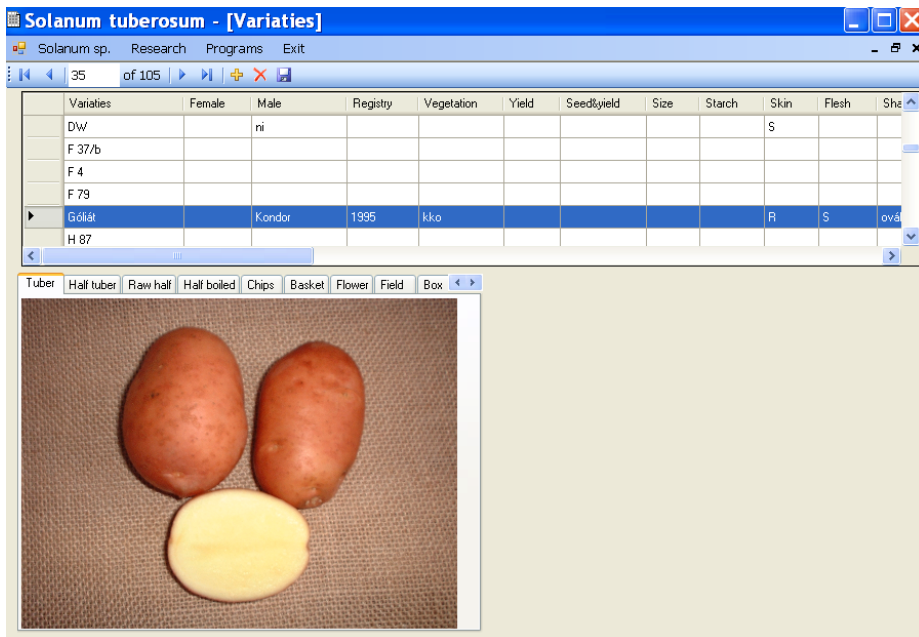 Solanum tuberosum - [Variaties]
Solanum sp. Research Programs Exit
35 of 105
Variaties Female Male Registry Vegetation Yield Seed&yield Size Starch Skin Flesh
DW ni S
F 37/b
F 4
F 79
Góliát Kondor 1995 kko R S
H 87
Tuber Half tuber Raw half Half boiled Chips Basket Flower Field Box